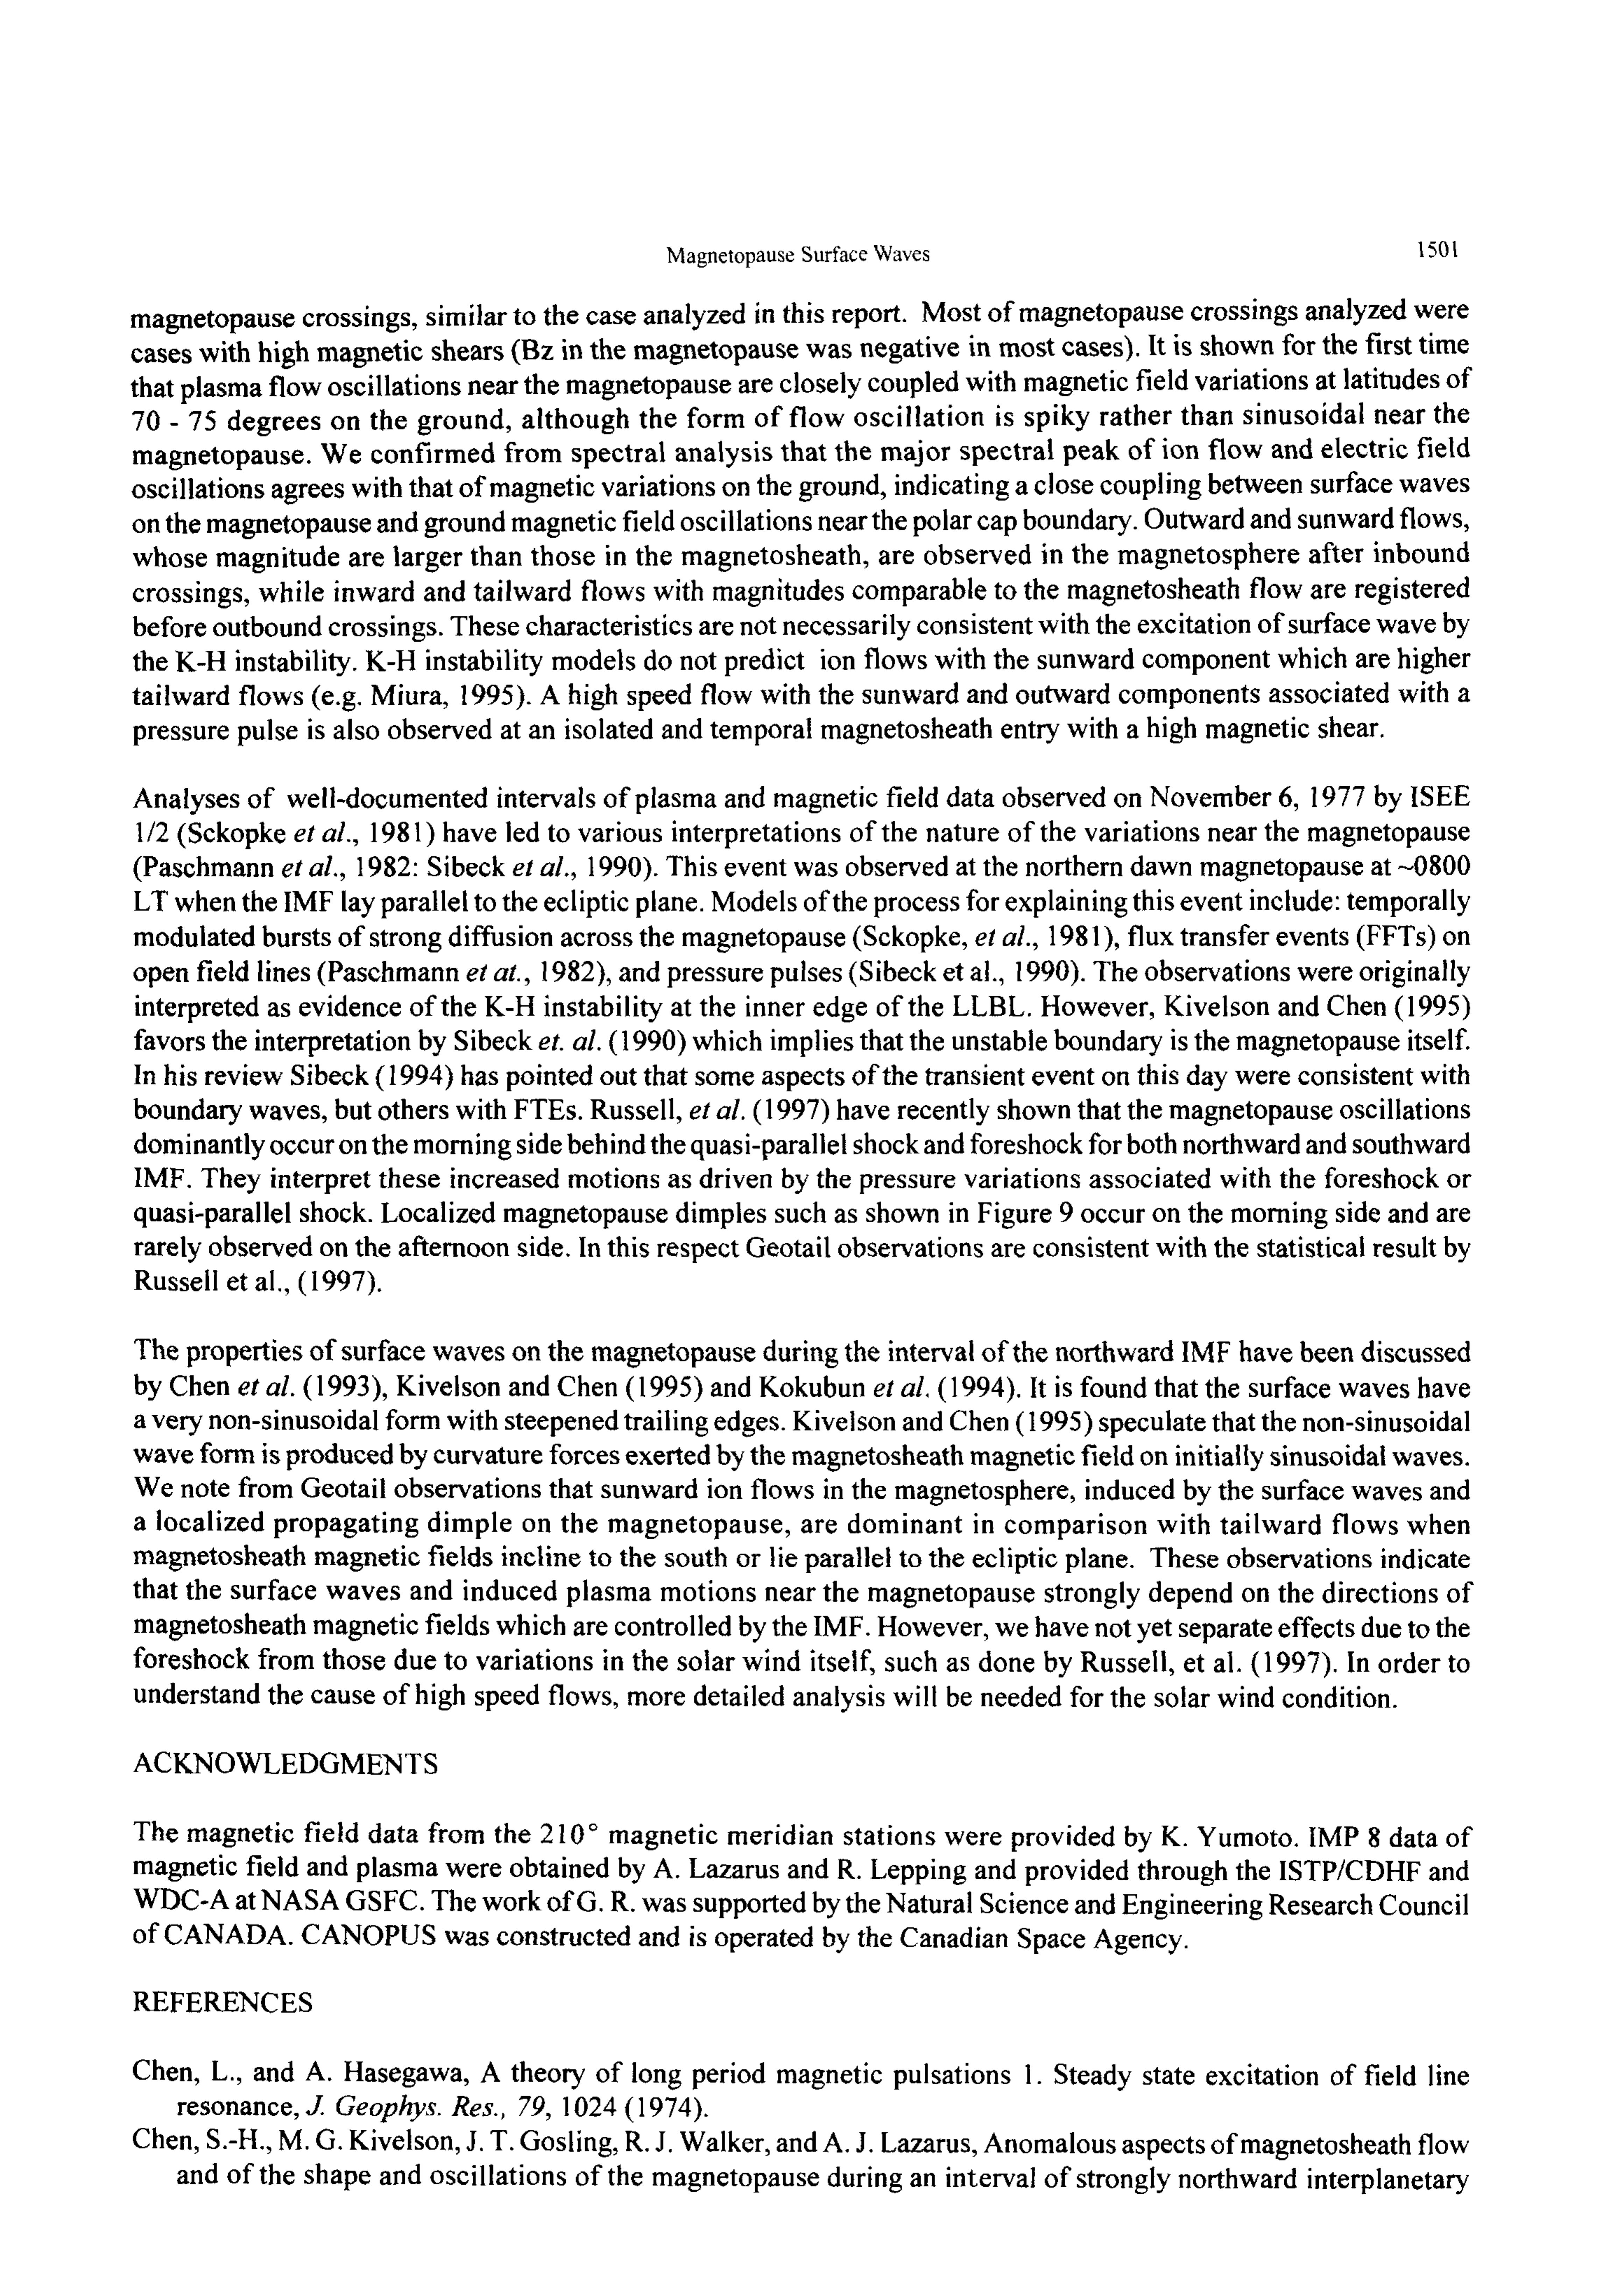 Magnetopause Surface Waves 1501
magnetopause crossings, similar to the case analyzed in this report. Most of magnetopause crossings analyzed were
cases with high magnetic shears (Bz in the magnetopause was negative in most cases). It is shown for the first time
that plasma flow oscillations near the magnetopause are closely coupled with magnetic field variations at latitudes of
70 - 75 degrees on the ground, although the form of flow oscillation is spiky rather than sinusoidal near the
magnetopause. We confirmed from spectral analysis that the major spectral peak of ion flow and electric field
oscillations agrees with that of magnetic variations on the ground, indicating a close coupling between surface waves
on the magnetopause and ground magnetic field oscillations near the polar cap boundary. Outward and sunward flows,
whose magnitude are larger than those in the magnetosheath, are observed in the magnetosphere after inbound
crossings, while inward and tailward flows with magnitudes comparable to the magnetosheath flow are registered
before outbound crossings. These characteristics are not necessarily consistent with the excitation of surface wave by
the K-H instability. K-H instability models do not predict ion flows with the sunward component which are higher
tailward flows (e.g. Miura, 1995). A high speed flow with the sunward and outward components associated with a
pressure pulse is also observed at an isolated and temporal magnetosheath entry with a high magnetic shear.
Analyses of well-documented intervals of plasma and magnetic field data observed on November 6, 1977 by ISEE
1/2 (Sckopke et al., 1981) have led to various interpretations of the nature of the variations near the magnetopause
(Paschmann et al., 1982: Sibeck et al., 1990). This event was observed at the northern dawn magnetopause at ~0800
LT when the IMF lay parallel to the ecliptic plane. Models of the process for explaining this event include: temporally
modulated bursts of strong diffusion across the magnetopause (Sckopke, et al., 1981), flux transfer events (FFTs) on
open field lines (Paschmann et at., 1982), and pressure pulses (Sibeck et al., 1990). The observations were originally
interpreted as evidence of the K-H instability at the inner edge of the LLBL. However, Kivelson and Chen (1995)
favors the interpretation by Sibeck et. al. (1990) which implies that the unstable boundary is the magnetopause itself.
In his review Sibeck (1994) has pointed out that some aspects of the transient event on this day were consistent with
boundary waves, but others with FTEs. Russell, et al. (1997) have recently shown that the magnetopause oscillations
dominantly occur on the morning side behind the quasi-parallel shock and foreshock for both northward and southward
IMF. They interpret these increased motions as driven by the pressure variations associated with the foreshock or
quasi-parallel shock. Localized magnetopause dimples such as shown in Figure 9 occur on the morning side and are
rarely observed on the afternoon side. In this respect Geotail observations are consistent with the statistical result by
Russell et al., (1997).
The properties of surface waves on the magnetopause during the interval of the northward IMF have been discussed
by Chen et al. (1993), Kivelson and Chen (1995) and Kokubun et al. (1994). It is found that the surface waves have
a very non-sinusoidal form with steepened trailing edges. Kivelson and Chen (1995) speculate that the non-sinusoidal
wave form is produced by curvature forces exerted by the magnetosheath magnetic field on initially sinusoidal waves.
We note from Geotail observations that sunward ion flows in the magnetosphere, induced by the surface waves and
a localized propagating dimple on the magnetopause, are dominant in comparison with tailward flows when
magnetosheath magnetic fields incline to the south or lie parallel to the ecliptic plane. These observations indicate
that the surface waves and induced plasma motions near the magnetopause strongly depend on the directions of
magnetosheath magnetic fields which are controlled by the IMF. However, we have not yet separate effects due to the
foreshock from those due to variations in the solar wind itself, such as done by Russell, et al. (1997). In order to
understand the cause of high speed flows, more detailed analysis will be needed for the solar wind condition.
ACKNOWLEDGMENTS
The magnetic field data from the 210° magnetic meridian stations were provided by K. Yumoto. IMP 8 data of
magnetic field and plasma were obtained by A. Lazarus and R. Lepping and provided through the ISTP/CDHF and
WDC-A at NASA GSFC. The work of G. R. was supported by the Natural Science and Engineering Research Council
of CANADA. CANOPUS was constructed and is operated by the Canadian Space Agency.
REFERENCES
Chen, L., and A. Hasegawa, A theory of long period magnetic pulsations 1. Steady state excitation of field line
resonance, J. Geophys. Res., 79, 1024 (1974).
Chen, S.-H., M. G. Kivelson, J. T. Gosling, R. J. Walker, and A. J. Lazarus, Anomalous aspects of magnetosheath flow
and of the shape and oscillations of the magnetopause during an interval of strongly northward interplanetary